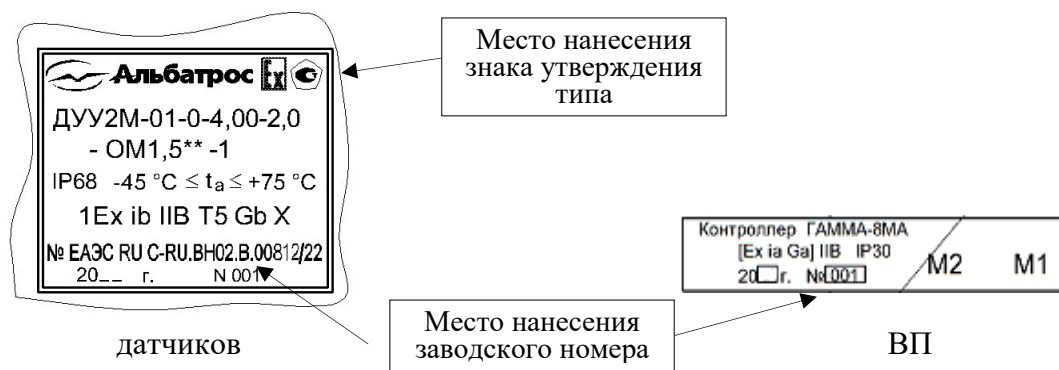 Место нанесения
знака утверждения
типа
Альбатрос Ex
ДУУ2М-01-0-4,00-2,0
- ОМ1,5** -1
IP68 -45 °C ≤ ta ≤ +75 °C
1Ex ib IIB T5 Gb X
№ ЕАЭС RU C-RU.ВН02.В.00812/22
20__ г. N 001
Контроллер ГАММА-8МА
[Ex ia Ga] IIB IP30
20__г. №001
М2 М1
Место нанесения
заводского номера
датчиков
ВП